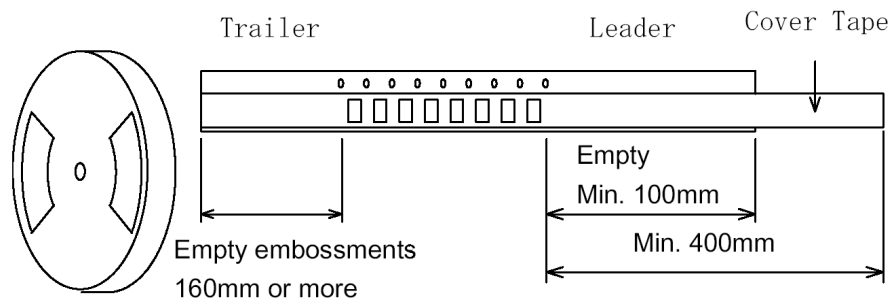 Trailer
Leader
Cover Tape
Empty
Min. 100mm
Min. 400mm
Empty embossments
160mm or more